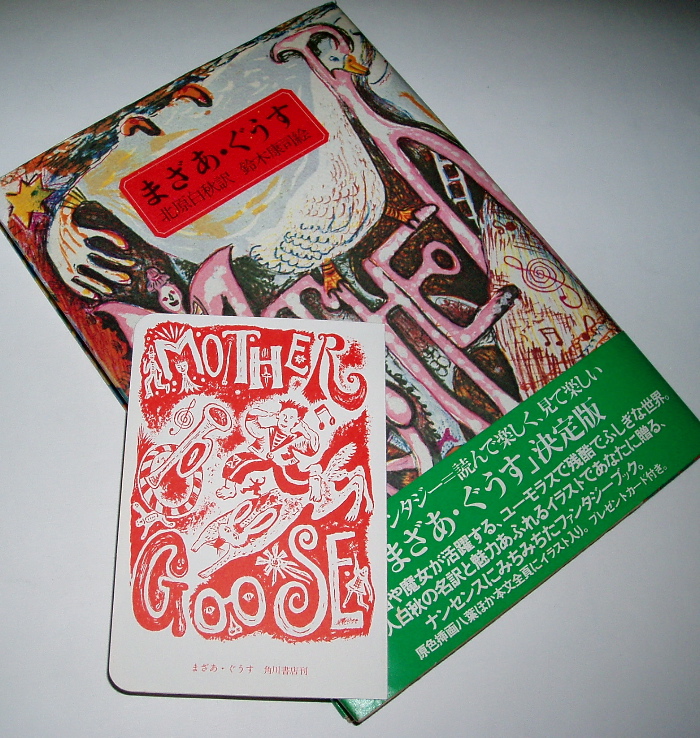 まざあ・ぐうす
北原白秋訳 鈴木康司絵
MOTHER
GOOSE
まざあ・ぐうす 角川書店刊
ンタジー――読んで楽しく、見て楽しい
まざあ・ぐうす」決定版
や魔女が活躍する、ユーモラスで残酷でふしぎな世界。
白秋の名訳と魅力あふれるイラストであなたに贈る、
ナンセンスにみちみちたファンタジーブック。
原色挿画八葉ほか本文全頁にイラスト入り。プレゼントカード付き。